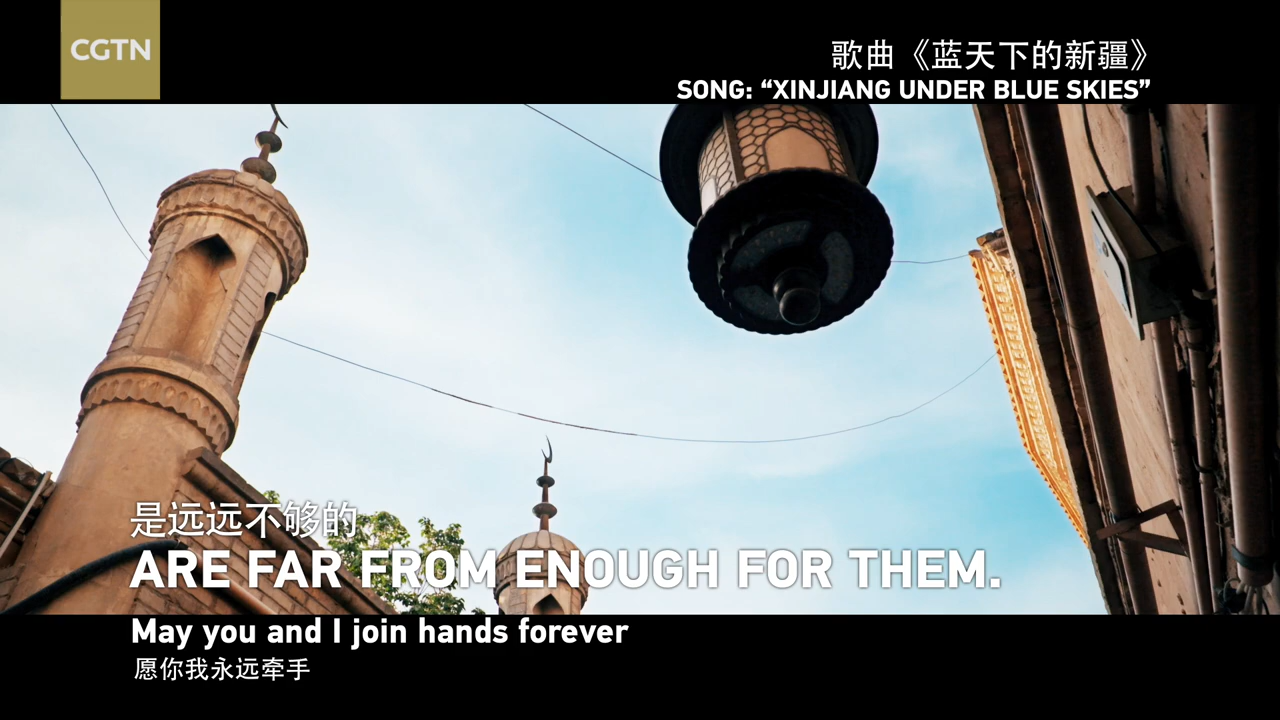 CGTN
歌曲《蓝天下的新疆》
SONG: “XINJIANG UNDER BLUE SKIES”
是远远不够的
ARE FAR FROM ENOUGH FOR THEM.
May you and I join hands forever
愿你我永远牵手